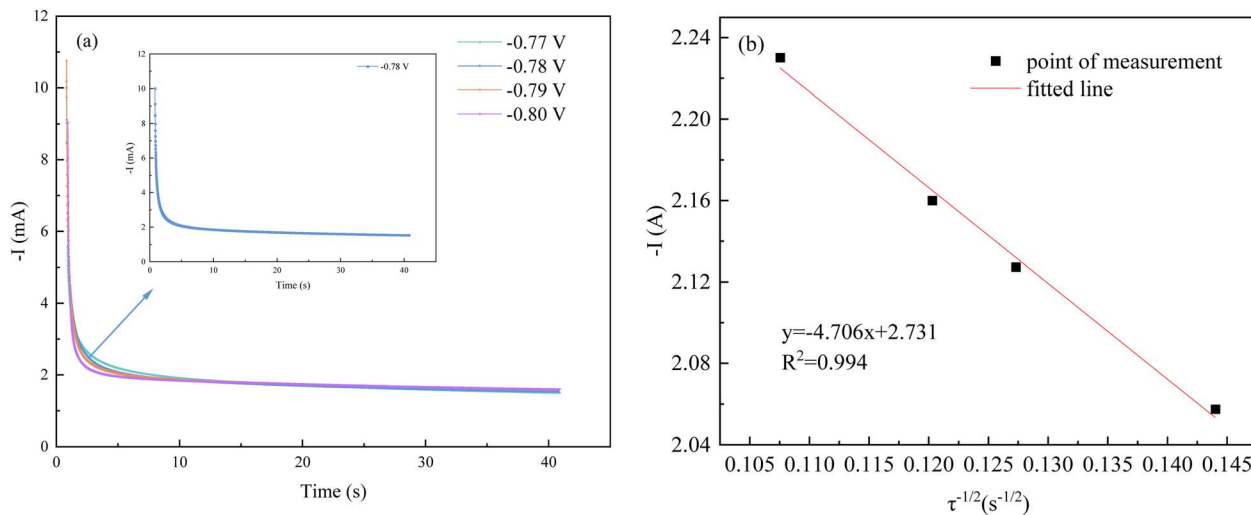 (a)
-0.77 V
-0.78 V
-0.79 V
-0.80 V
12
10
8
6
4
2
0
-I (mA)
0 10 20 30 40
Time (s)
-0.78 V
12
10
8
6
4
2
0
-I (mA)
0 10 20 30 40
Time (s)
(b)
point of measurement
fitted line
2.24
2.20
2.16
2.12
2.08
2.04
-I (A)
y=-4.706x+2.731
R²=0.994
0.105 0.110 0.115 0.120 0.125 0.130 0.135 0.140 0.145
τ^-1/2(s^-1/2)